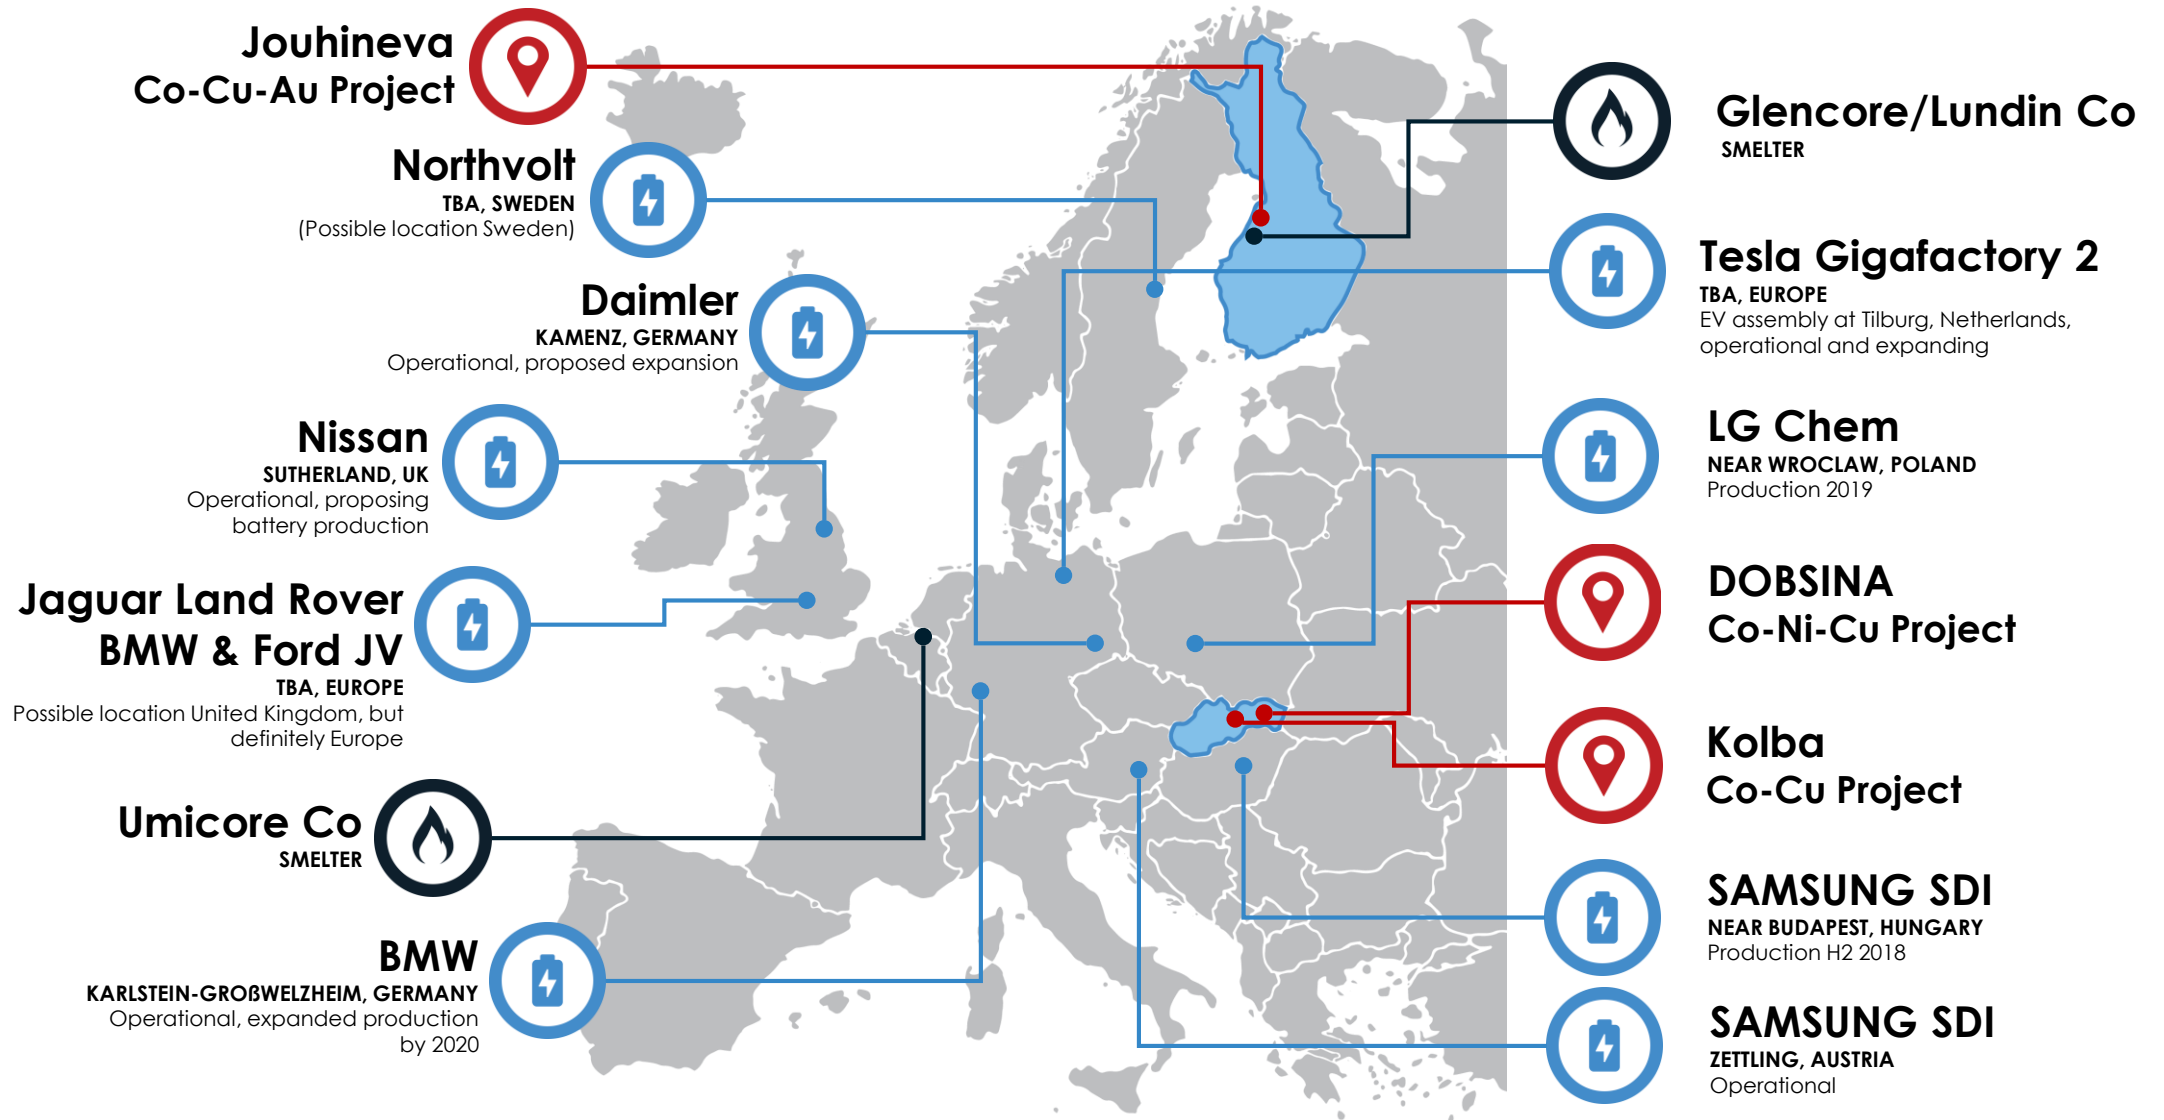 Jouhineva
Co-Cu-Au Project
Northvolt
TBA, SWEDEN
(Possible location Sweden)
Daimler
KAMENZ, GERMANY
Operational, proposed expansion
Nissan
SUTHERLAND, UK
Operational, proposing
battery production
Jaguar Land Rover
BMW & Ford JV
TBA, EUROPE
Possible location United Kingdom, but
definitely Europe
Umicore Co
SMELTER
BMW
KARLSTEIN-GROßWELZHEIM, GERMANY
Operational, expanded production
by 2020
Glencore/Lundin Co
SMELTER
Tesla Gigafactory 2
TBA, EUROPE
EV assembly at Tilburg, Netherlands,
operational and expanding
LG Chem
NEAR WROCLAW, POLAND
Production 2019
DOBSINA
Co-Ni-Cu Project
Kolba
Co-Cu Project
SAMSUNG SDI
NEAR BUDAPEST, HUNGARY
Production H2 2018
SAMSUNG SDI
ZETTLING, AUSTRIA
Operational